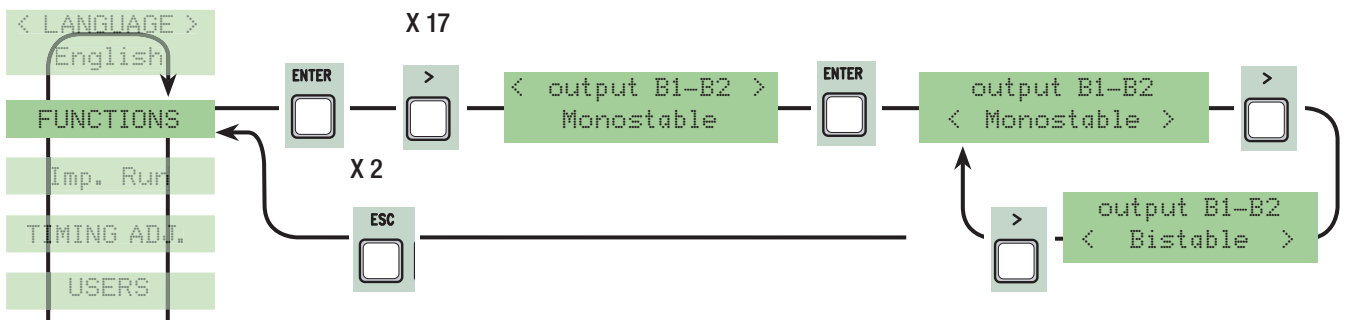 < LANGUAGE >
English
FUNCTIONS
Imp. Run
TIMING ADJ.
USERS
ENTER
X 17
>
< output B1-B2 >
Monostable
ENTER
output B1-B2
< Monostable >
>
output B1-B2
< Bistable >
>
X 2
ESC